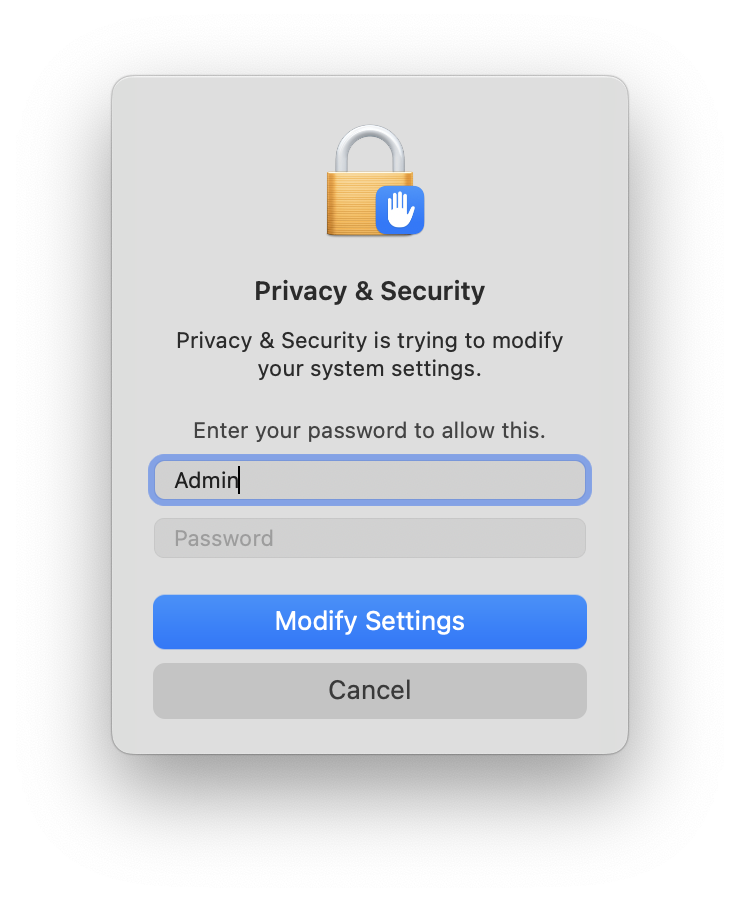 Privacy & Security
Privacy & Security is trying to modify
your system settings.
Enter your password to allow this.
Admin
Password
Modify Settings
Cancel